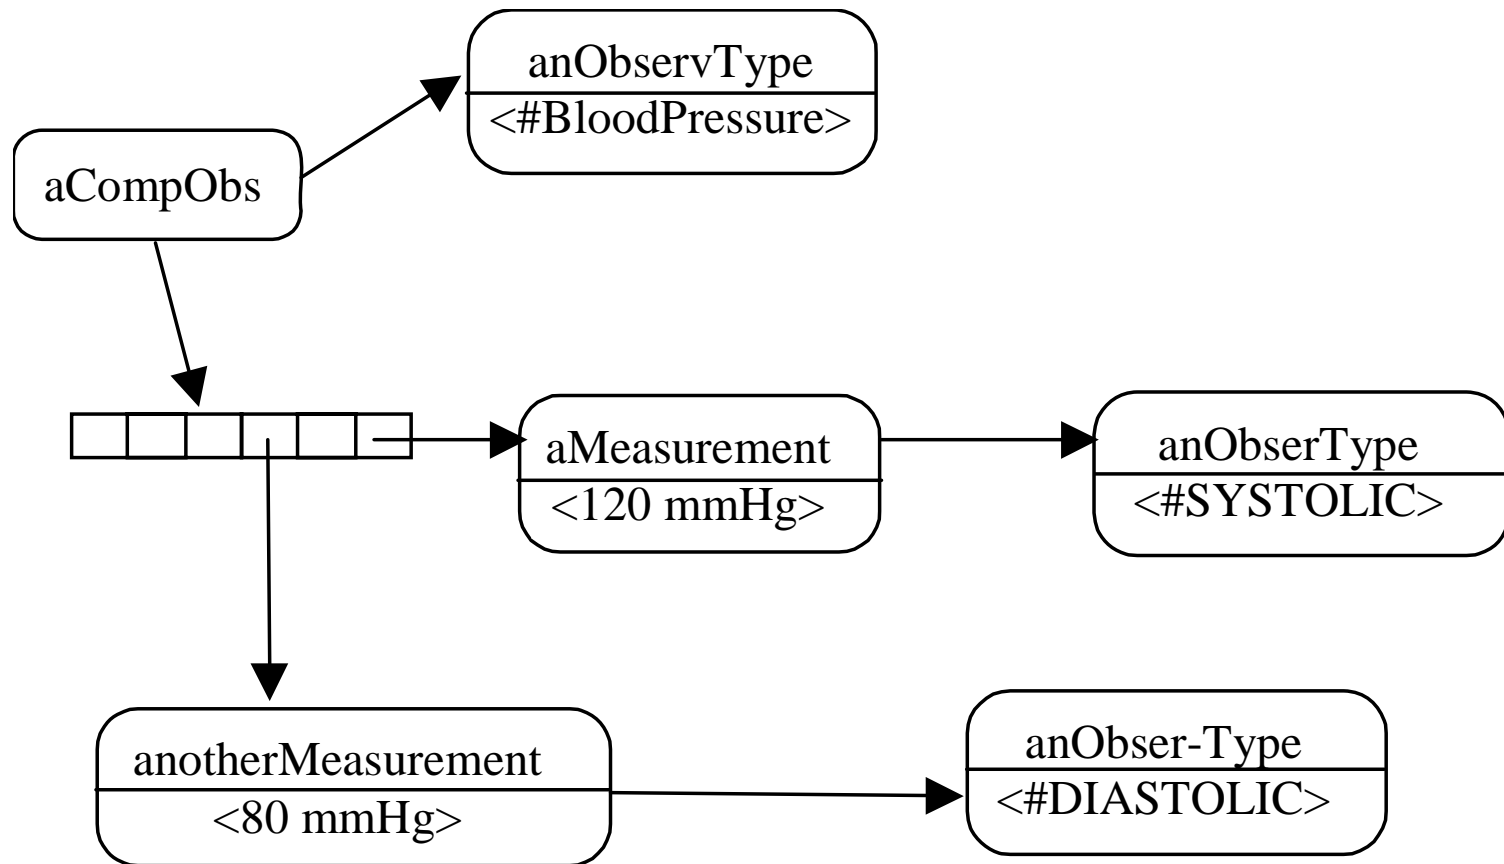 anObservType
<#BloodPressure>
aCompObs
aMeasurement
<120 mmHg>
anObserType
<#SYSTOLIC>
anotherMeasurement
<80 mmHg>
anObser-Type
<#DIASTOLIC>